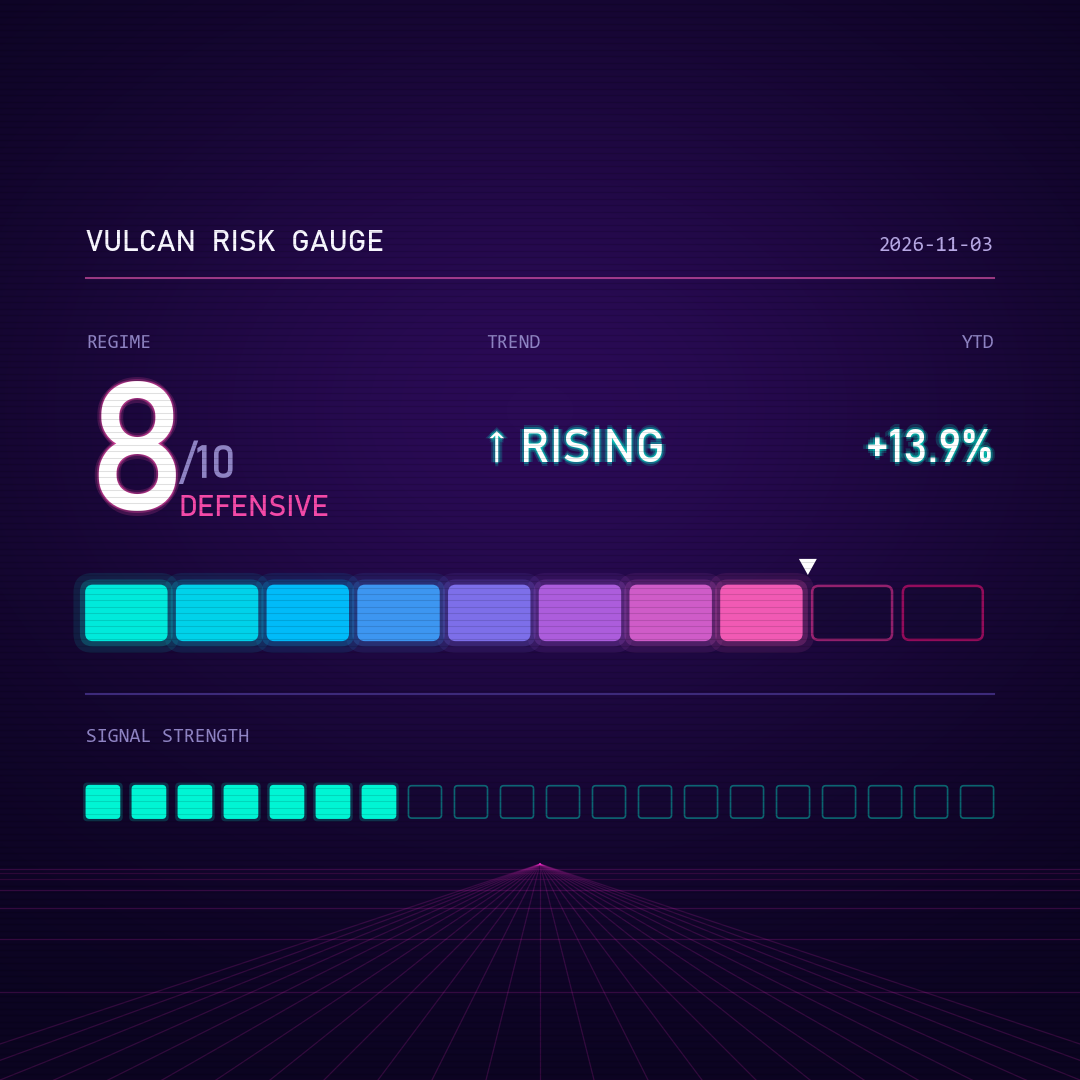 VULCAN RISK GAUGE
2026-11-03
REGIME
TREND
YTD
8/10
DEFENSIVE
↑ RISING
+13.9%
SIGNAL STRENGTH